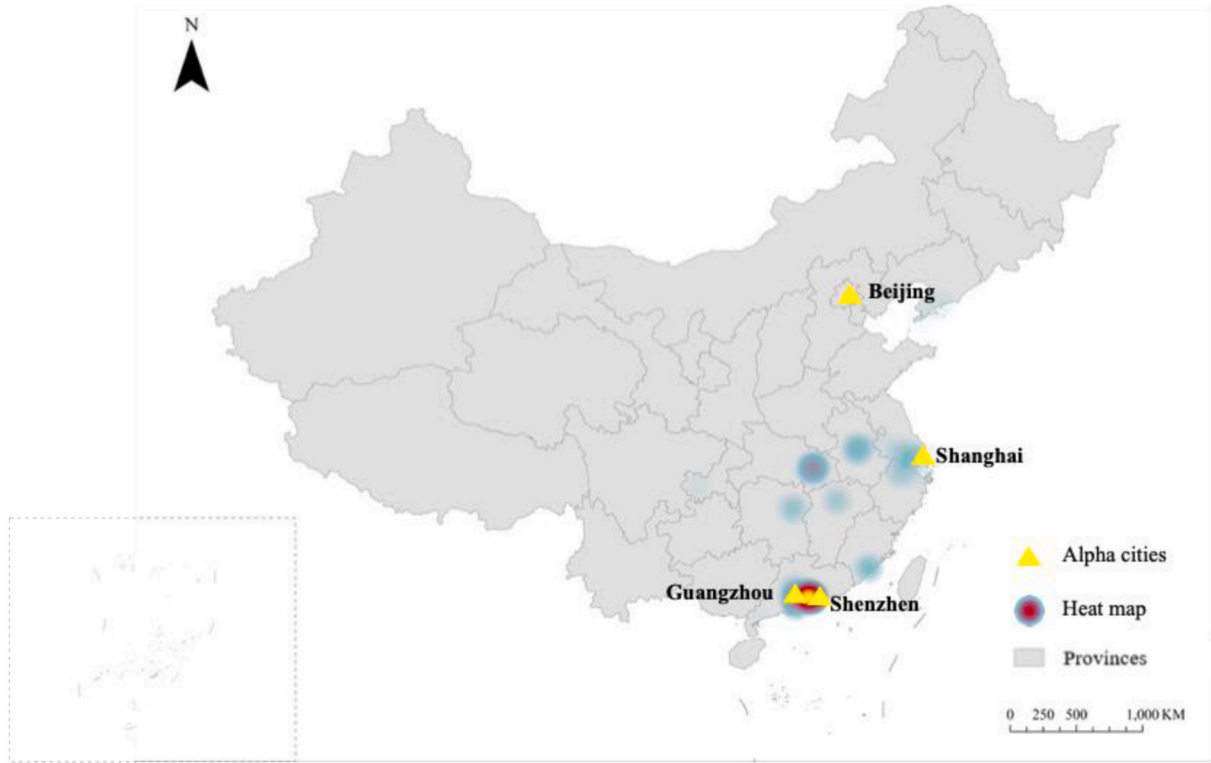 N
Beijing
Shanghai
Guangzhou
Shenzhen
Alpha cities
Heat map
Provinces
0 250 500 1,000 KM